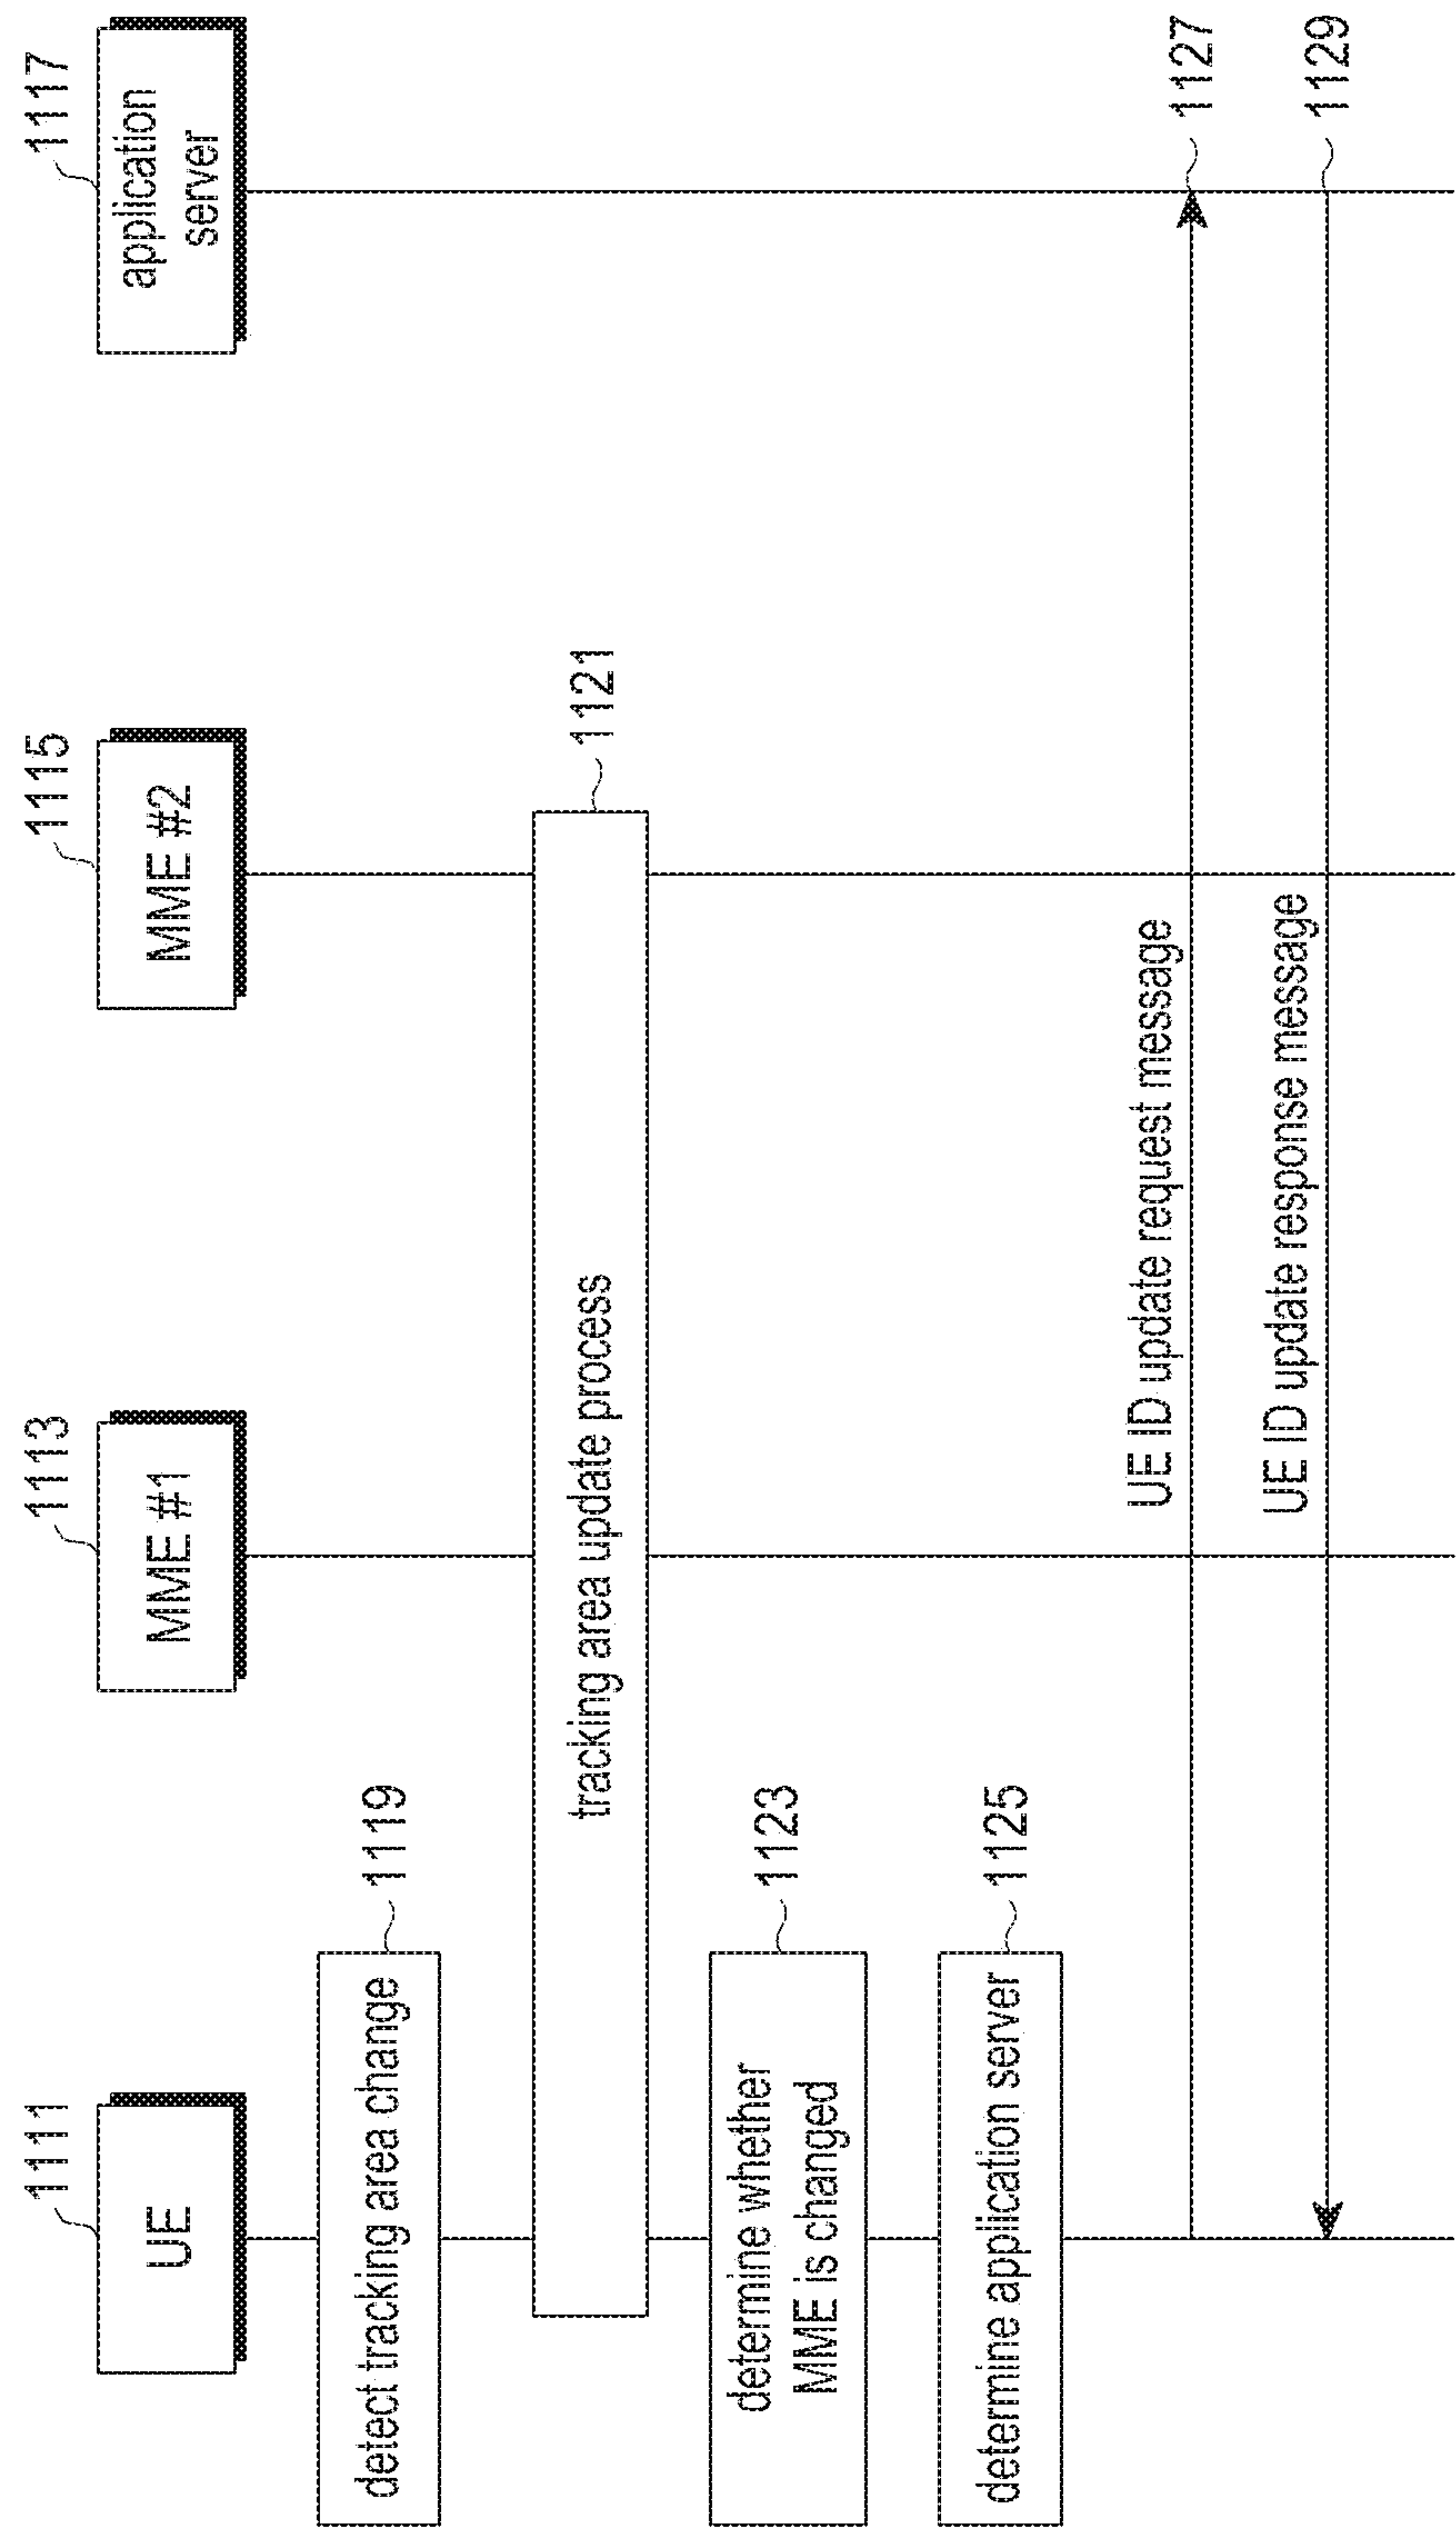 1111
1113
1115
1117
UE
MME #1
MME #2
application
server
detect tracking area change
1119
tracking area update process
1121
determine whether
MME is changed
1123
determine application server
1125
UE ID update request message
1127
UE ID update response message
1129